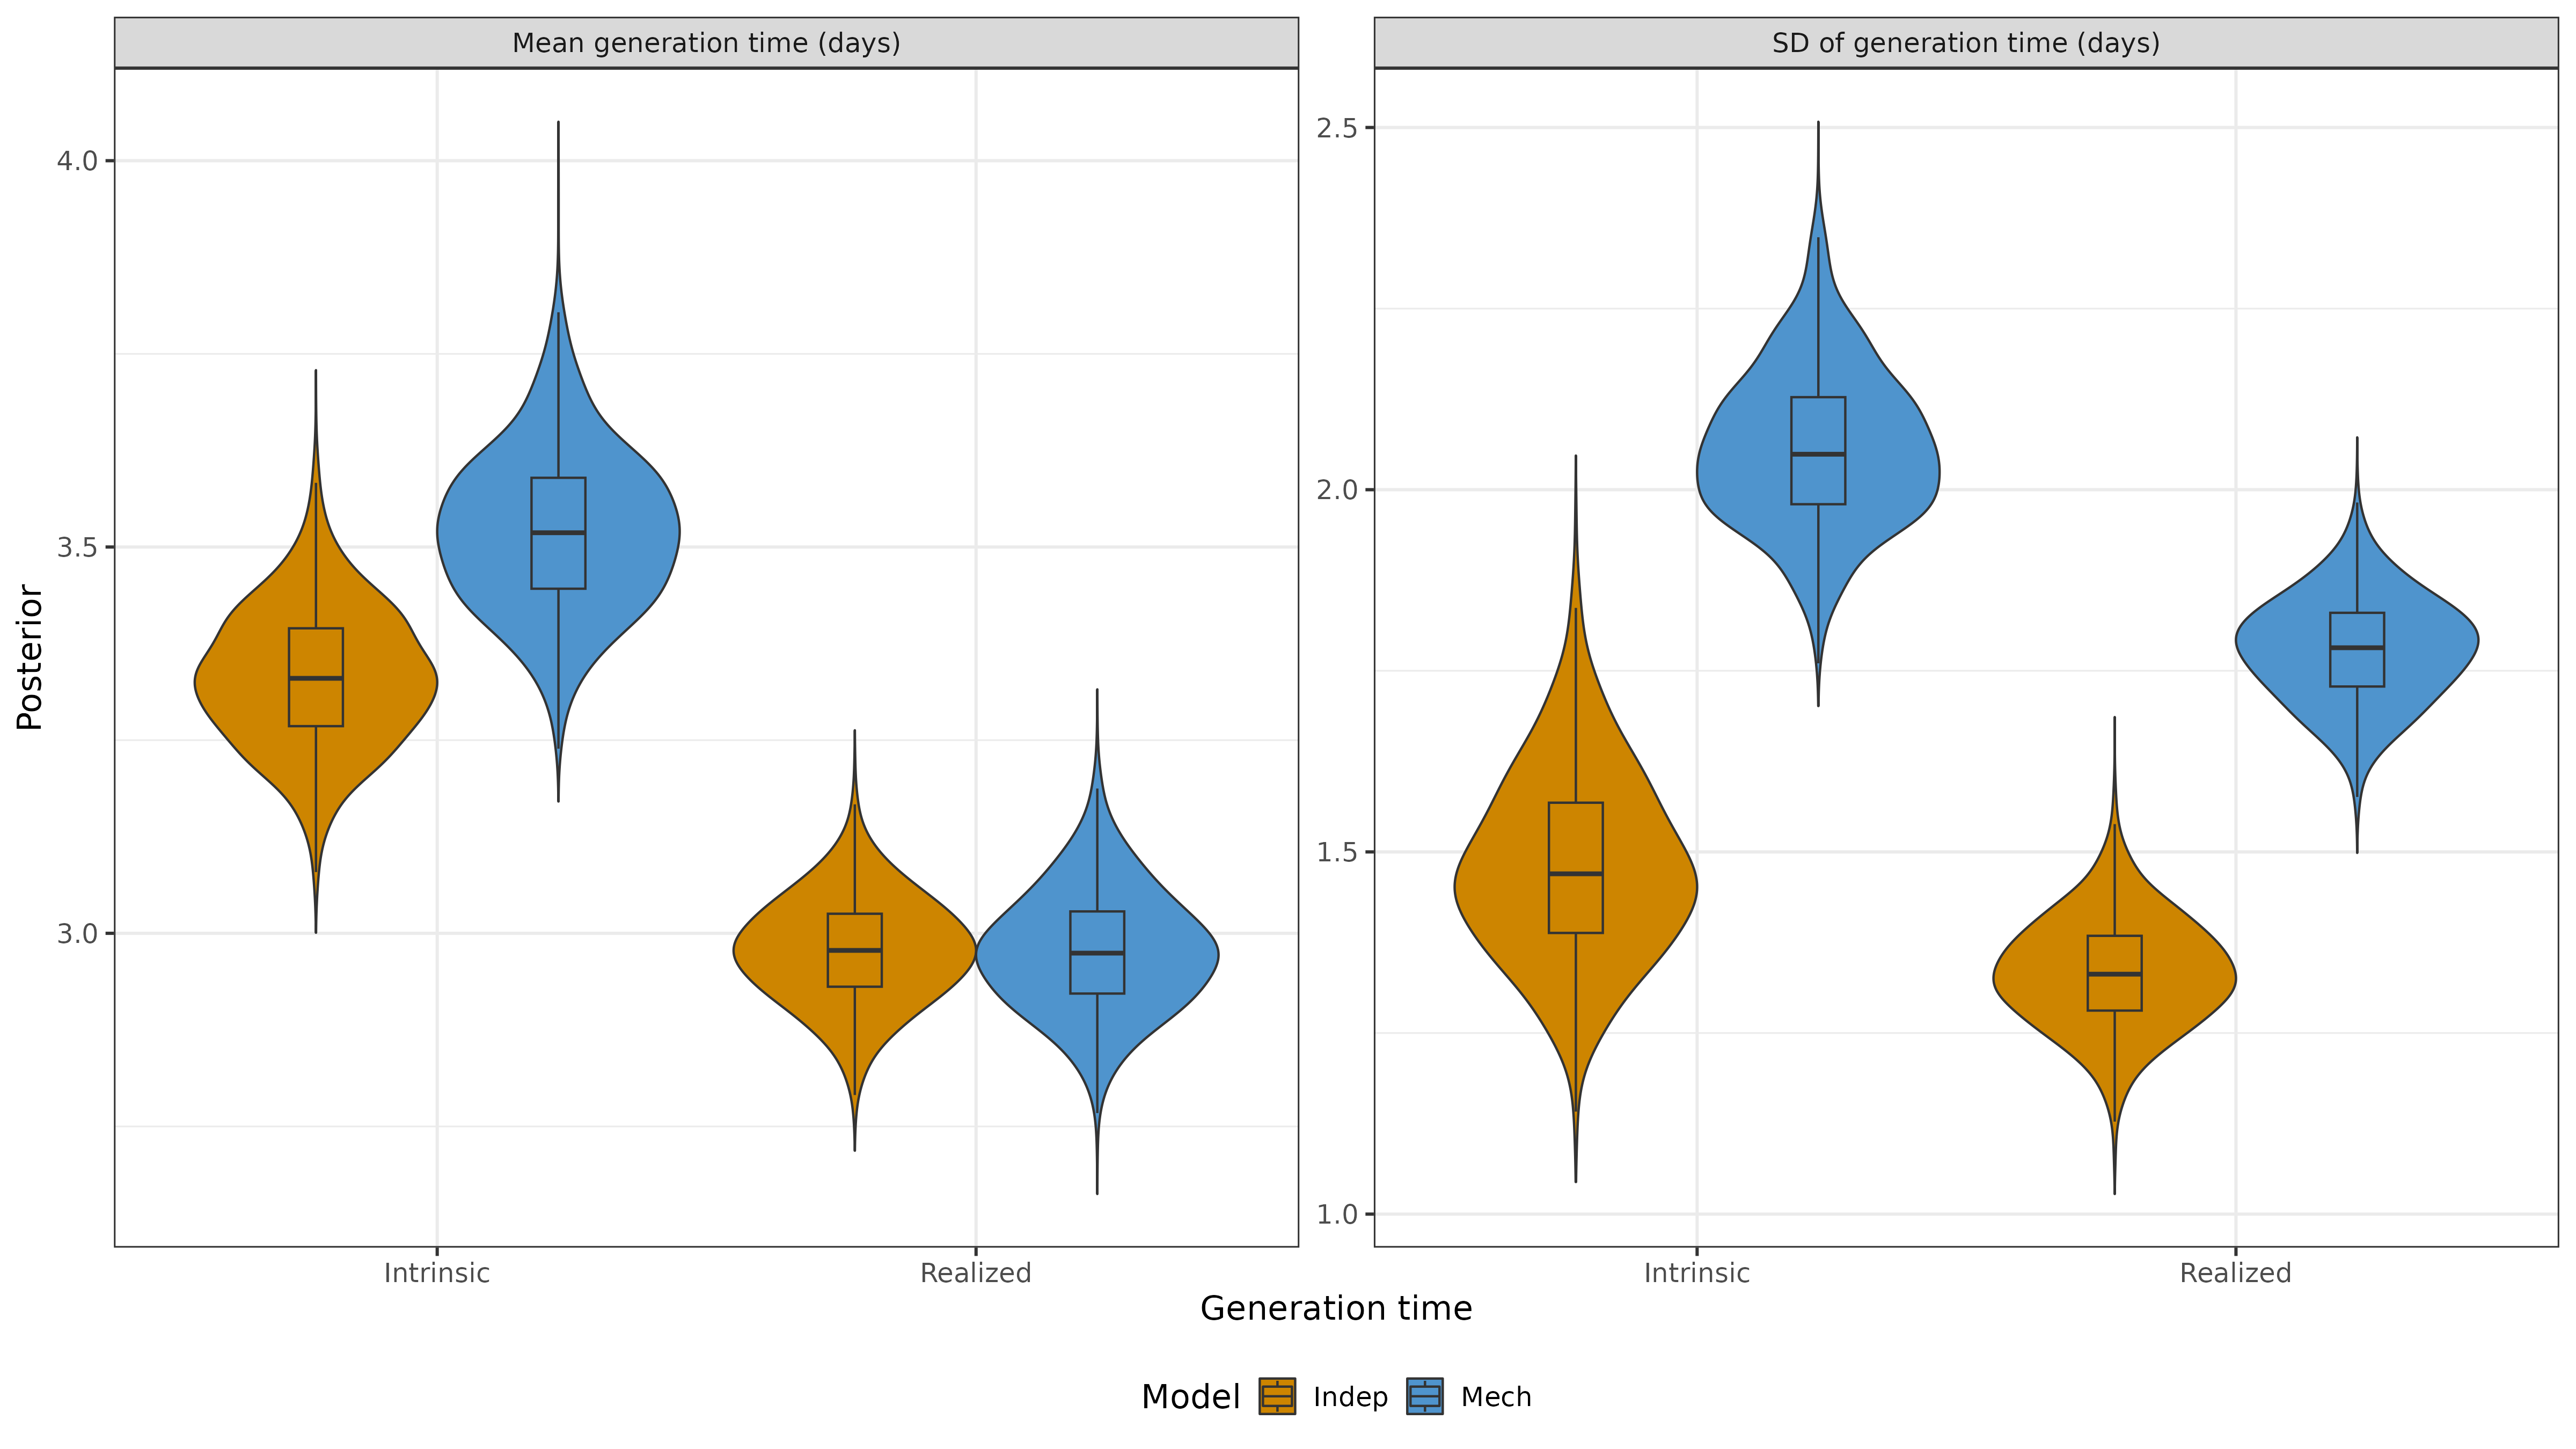 Mean generation time (days)
SD of generation time (days)
Posterior
4.0
3.5
3.0
2.5
2.0
1.5
1.0
Intrinsic
Realized
Intrinsic
Realized
Generation time
Model Indep Mech